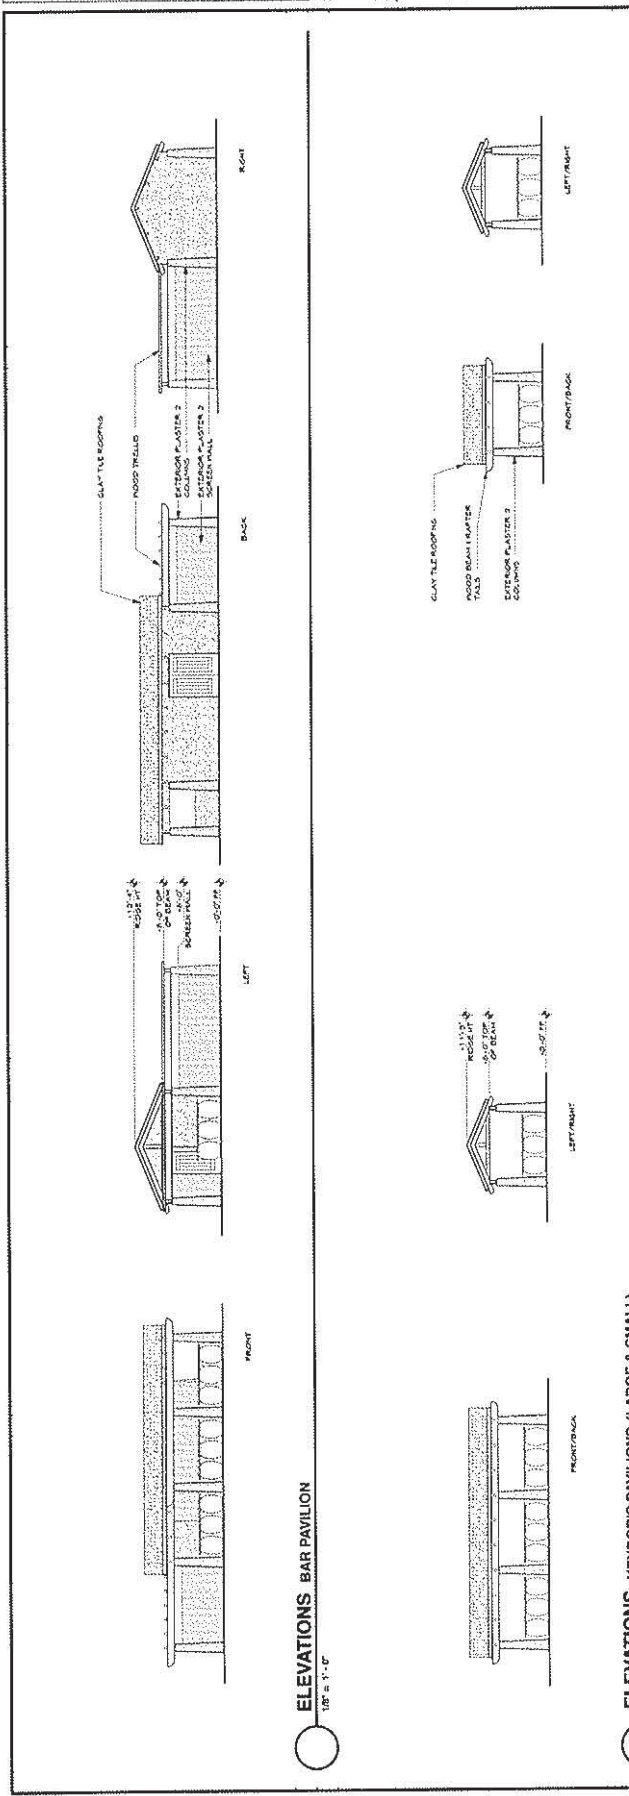 FRONT
LEFT
+13'-4"
RIDGE HT
TOP
OF BEAM
SCREEN WALL
BACK
CLAY TILE ROOFING
WOOD TRELLIS
EXTERIOR PLASTER 2
COLUMNS
EXTERIOR PLASTER 2
SCREEN WALL
RIGHT
ELEVATIONS BAR PAVILION
1/8" = 1'-0"
FRONT/BACK
LEFT/RIGHT
RIDGE HT
TOP
OF BEAM
CLAY TILE ROOFING
WOOD BEAM & RAFTER
TAILS
EXTERIOR PLASTER 2
COLUMNS
FRONT/BACK
LEFT/RIGHT
ELEVATIONS